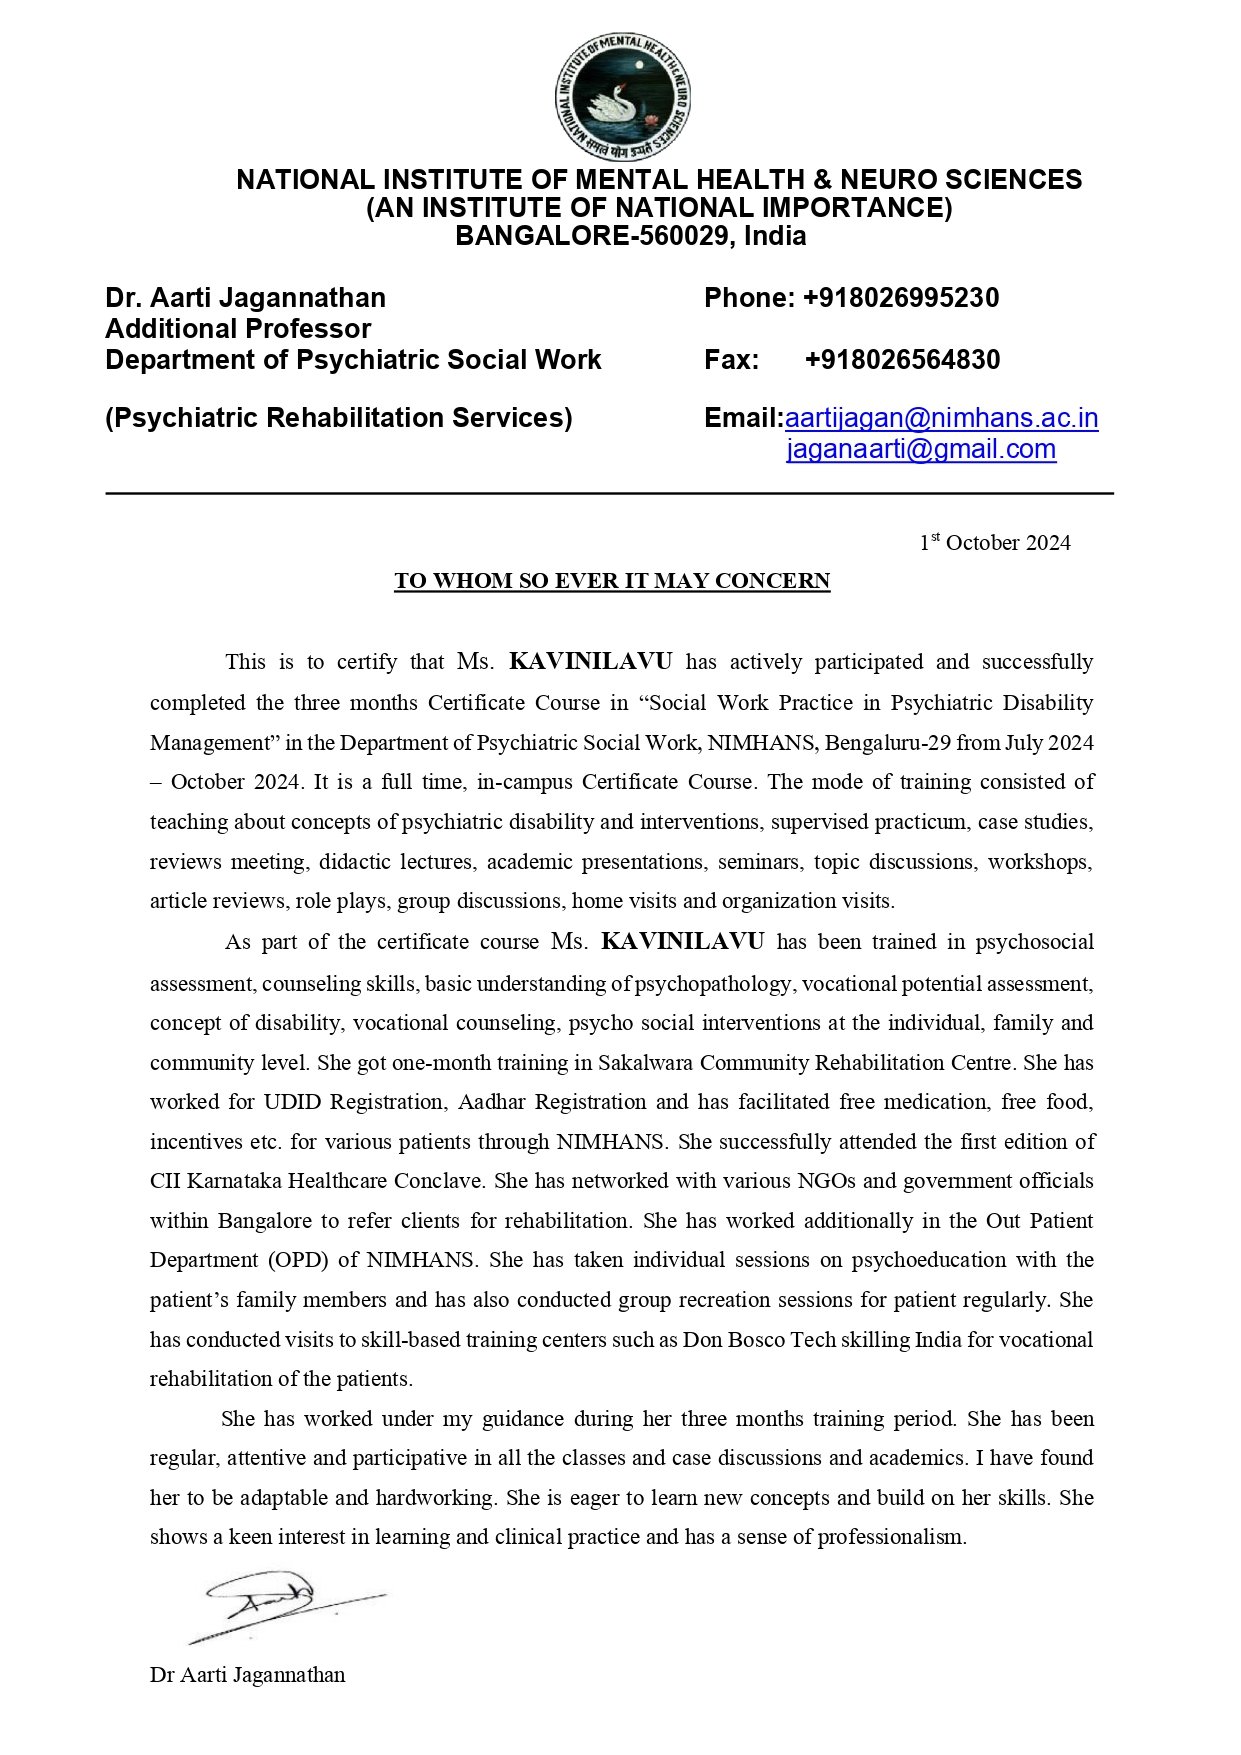 NATIONAL INSTITUTE OF MENTAL HEALTH & NEURO SCIENCES
NATIONAL INSTITUTE OF MENTAL HEALTH & NEURO SCIENCES
(AN INSTITUTE OF NATIONAL IMPORTANCE)
BANGALORE-560029, India
Dr. Aarti Jagannathan Phone: +918026995230
Additional Professor
Department of Psychiatric Social Work Fax: +918026564830
(Psychiatric Rehabilitation Services) Email:aartijagan@nimhans.ac.in
jaganaarti@gmail.com
1st October 2024
TO WHOM SO EVER IT MAY CONCERN
This is to certify that Ms. KAVINILAVU has actively participated and successfully
completed the three months Certificate Course in “Social Work Practice in Psychiatric Disability
Management” in the Department of Psychiatric Social Work, NIMHANS, Bengaluru-29 from July 2024
– October 2024. It is a full time, in-campus Certificate Course. The mode of training consisted of
teaching about concepts of psychiatric disability and interventions, supervised practicum, case studies,
reviews meeting, didactic lectures, academic presentations, seminars, topic discussions, workshops,
article reviews, role plays, group discussions, home visits and organization visits.
As part of the certificate course Ms. KAVINILAVU has been trained in psychosocial
assessment, counseling skills, basic understanding of psychopathology, vocational potential assessment,
concept of disability, vocational counseling, psycho social interventions at the individual, family and
community level. She got one-month training in Sakalwara Community Rehabilitation Centre. She has
worked for UDID Registration, Aadhar Registration and has facilitated free medication, free food,
incentives etc. for various patients through NIMHANS. She successfully attended the first edition of
CII Karnataka Healthcare Conclave. She has networked with various NGOs and government officials
within Bangalore to refer clients for rehabilitation. She has worked additionally in the Out Patient
Department (OPD) of NIMHANS. She has taken individual sessions on psychoeducation with the
patient’s family members and has also conducted group recreation sessions for patient regularly. She
has conducted visits to skill-based training centers such as Don Bosco Tech skilling India for vocational
rehabilitation of the patients.
She has worked under my guidance during her three months training period. She has been
regular, attentive and participative in all the classes and case discussions and academics. I have found
her to be adaptable and hardworking. She is eager to learn new concepts and build on her skills. She
shows a keen interest in learning and clinical practice and has a sense of professionalism.
Aarti
Dr Aarti Jagannathan